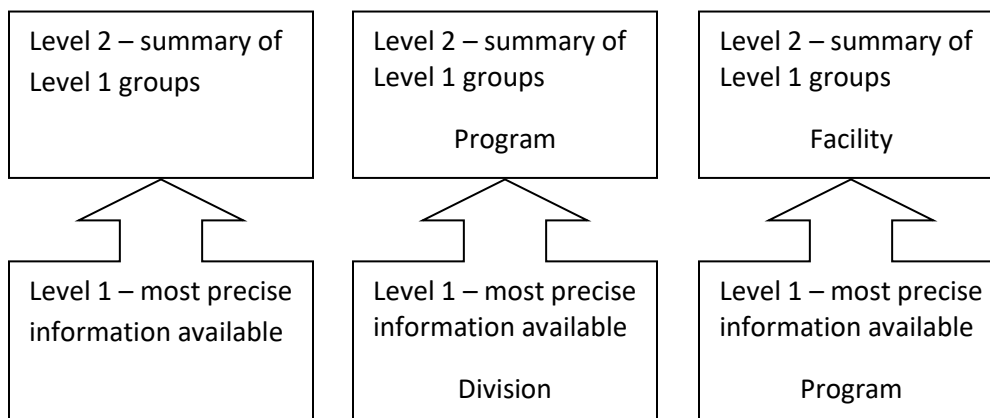 Level 2 – summary of
Level 1 groups
Level 2 – summary of
Level 1 groups
Program
Level 2 – summary of
Level 1 groups
Facility
Level 1 – most precise
information available
Level 1 – most precise
information available
Division
Level 1 – most precise
information available
Program